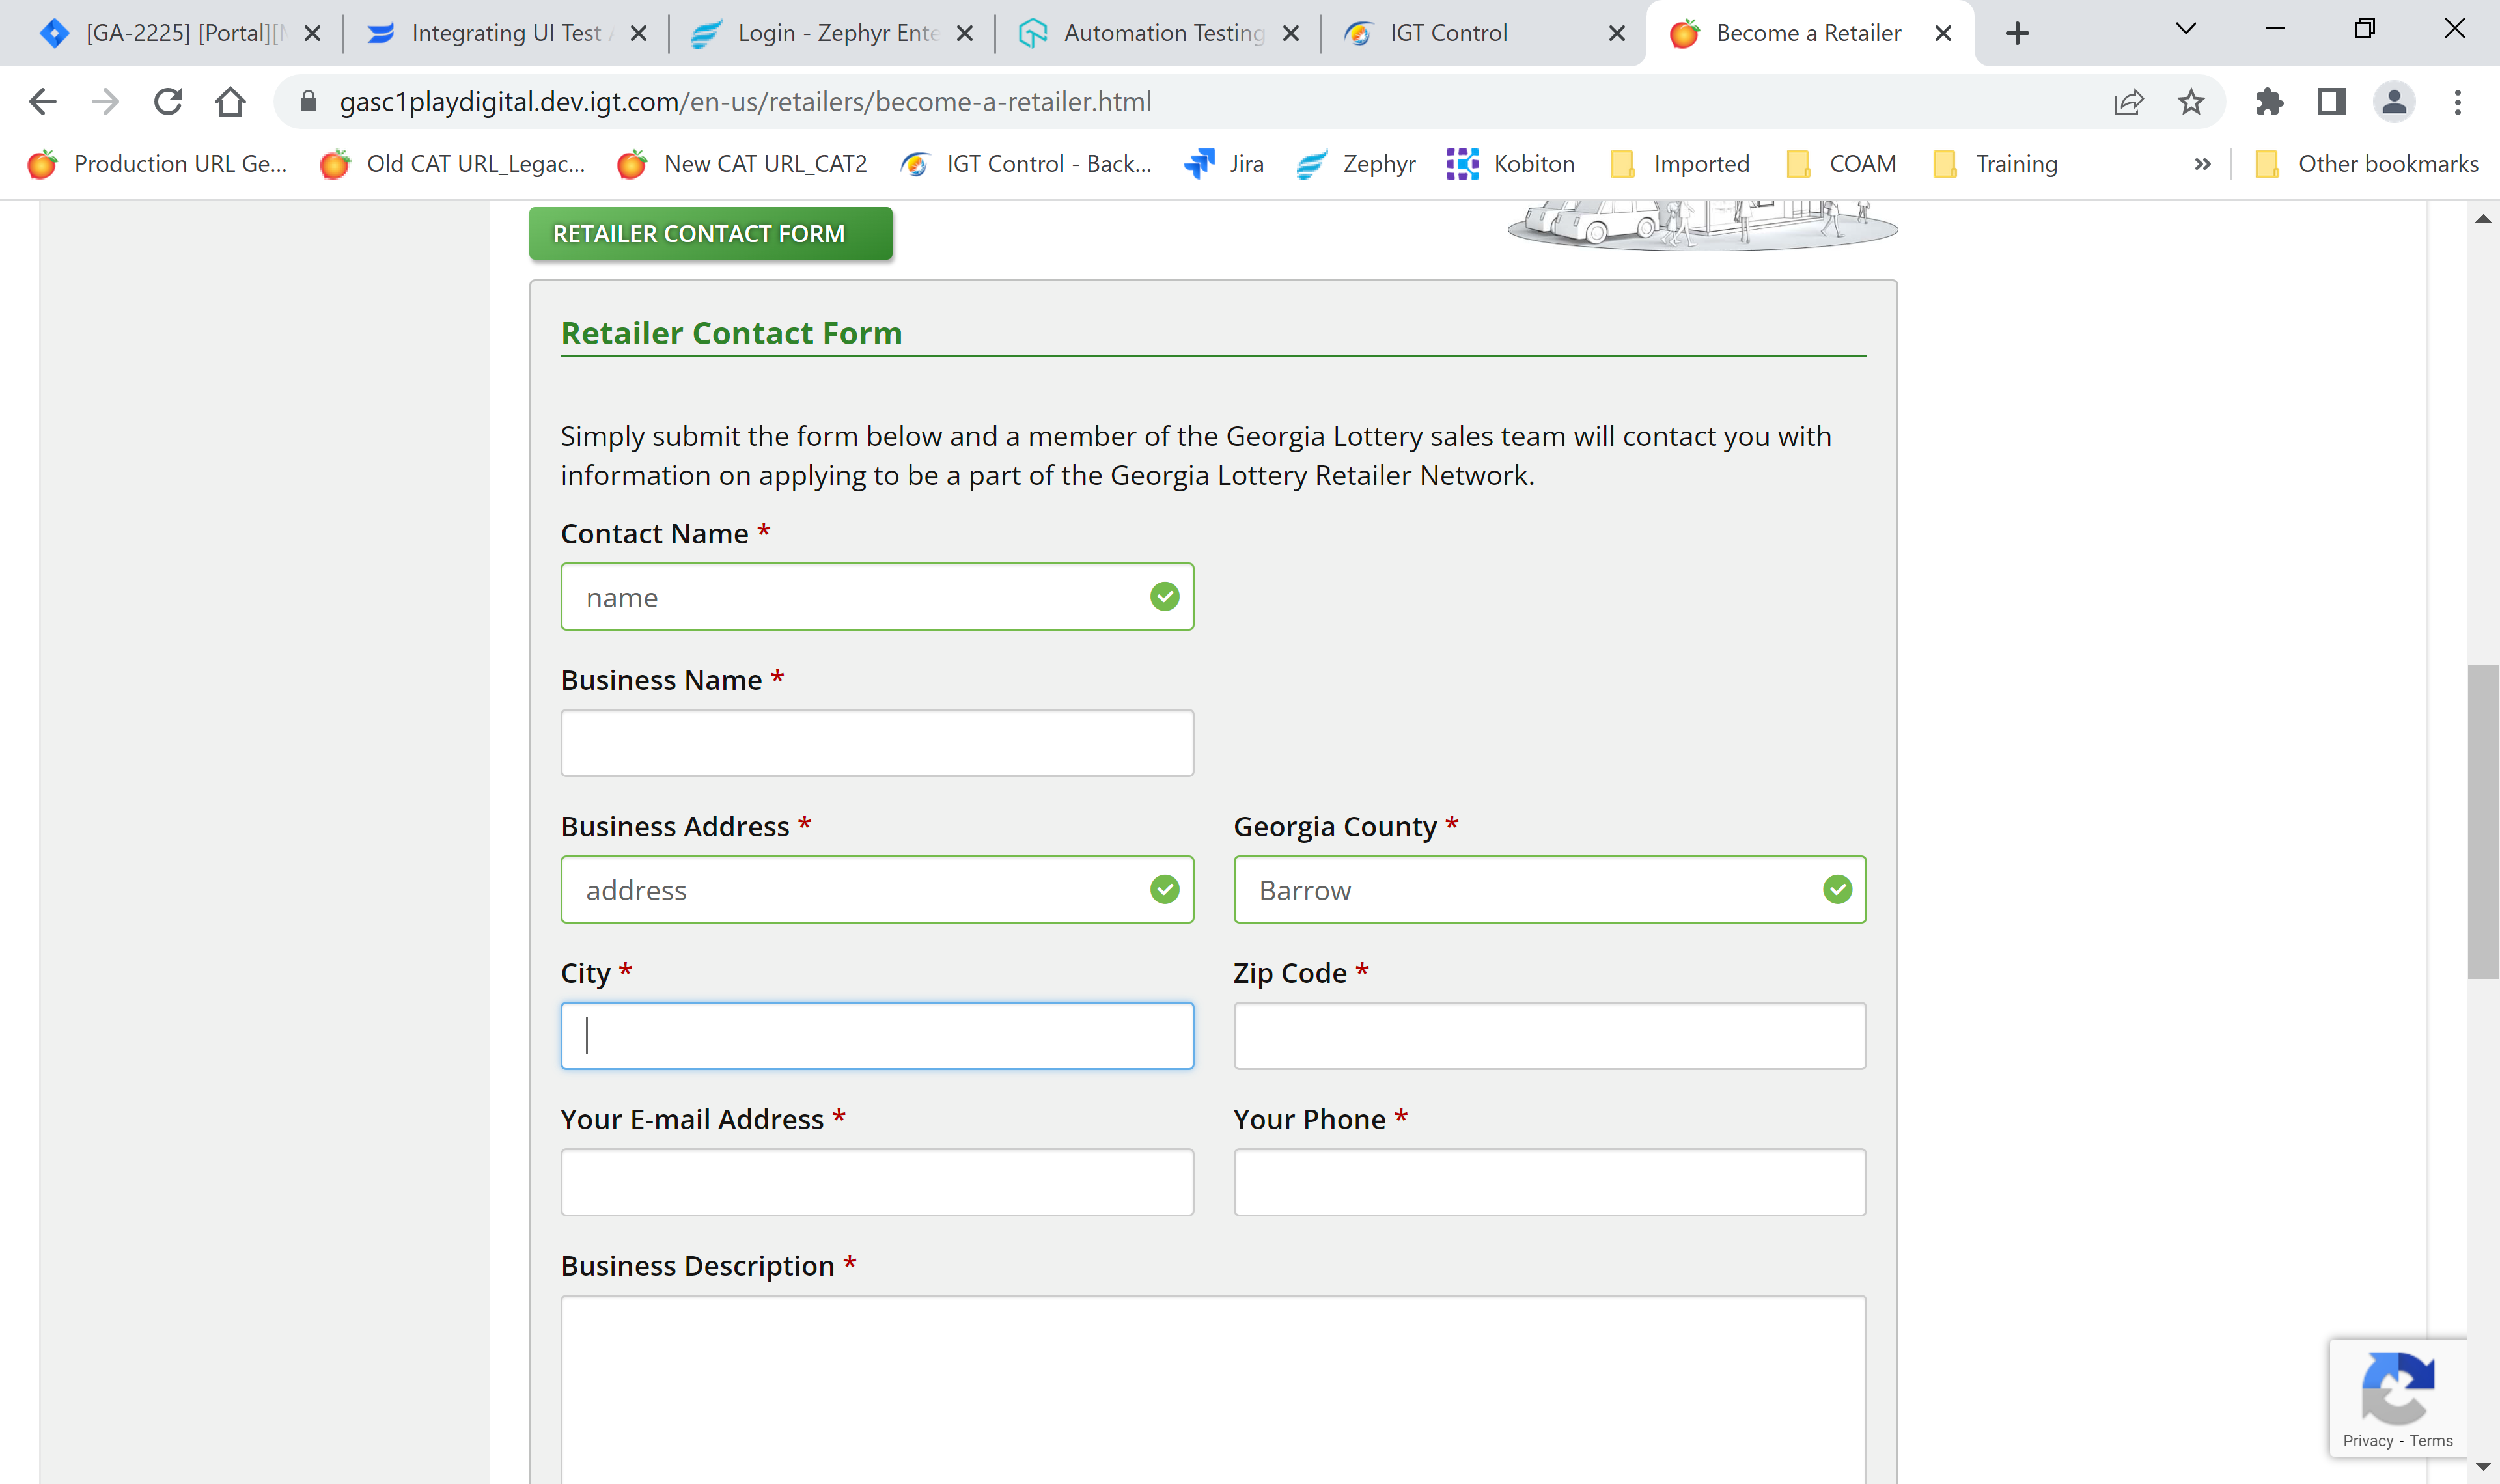 [GA-2225] [Portal][
Integrating UI Test
Login - Zephyr Ente
Automation Testing
IGT Control
Become a Retailer
gasc1playdigital.dev.igt.com/en-us/retailers/become-a-retailer.html
Production URL Ge...
Old CAT URL_Legac...
New CAT URL_CAT2
IGT Control - Back...
Jira
Zephyr
Kobiton
Imported
COAM
Training
»
Other bookmarks
RETAILER CONTACT FORM
Retailer Contact Form
Simply submit the form below and a member of the Georgia Lottery sales team will contact you with
information on applying to be a part of the Georgia Lottery Retailer Network.
Contact Name *
name
Business Name *
Business Address *
Georgia County *
address
Barrow
City *
Zip Code *
Your E-mail Address *
Your Phone *
Business Description *
Privacy - Terms